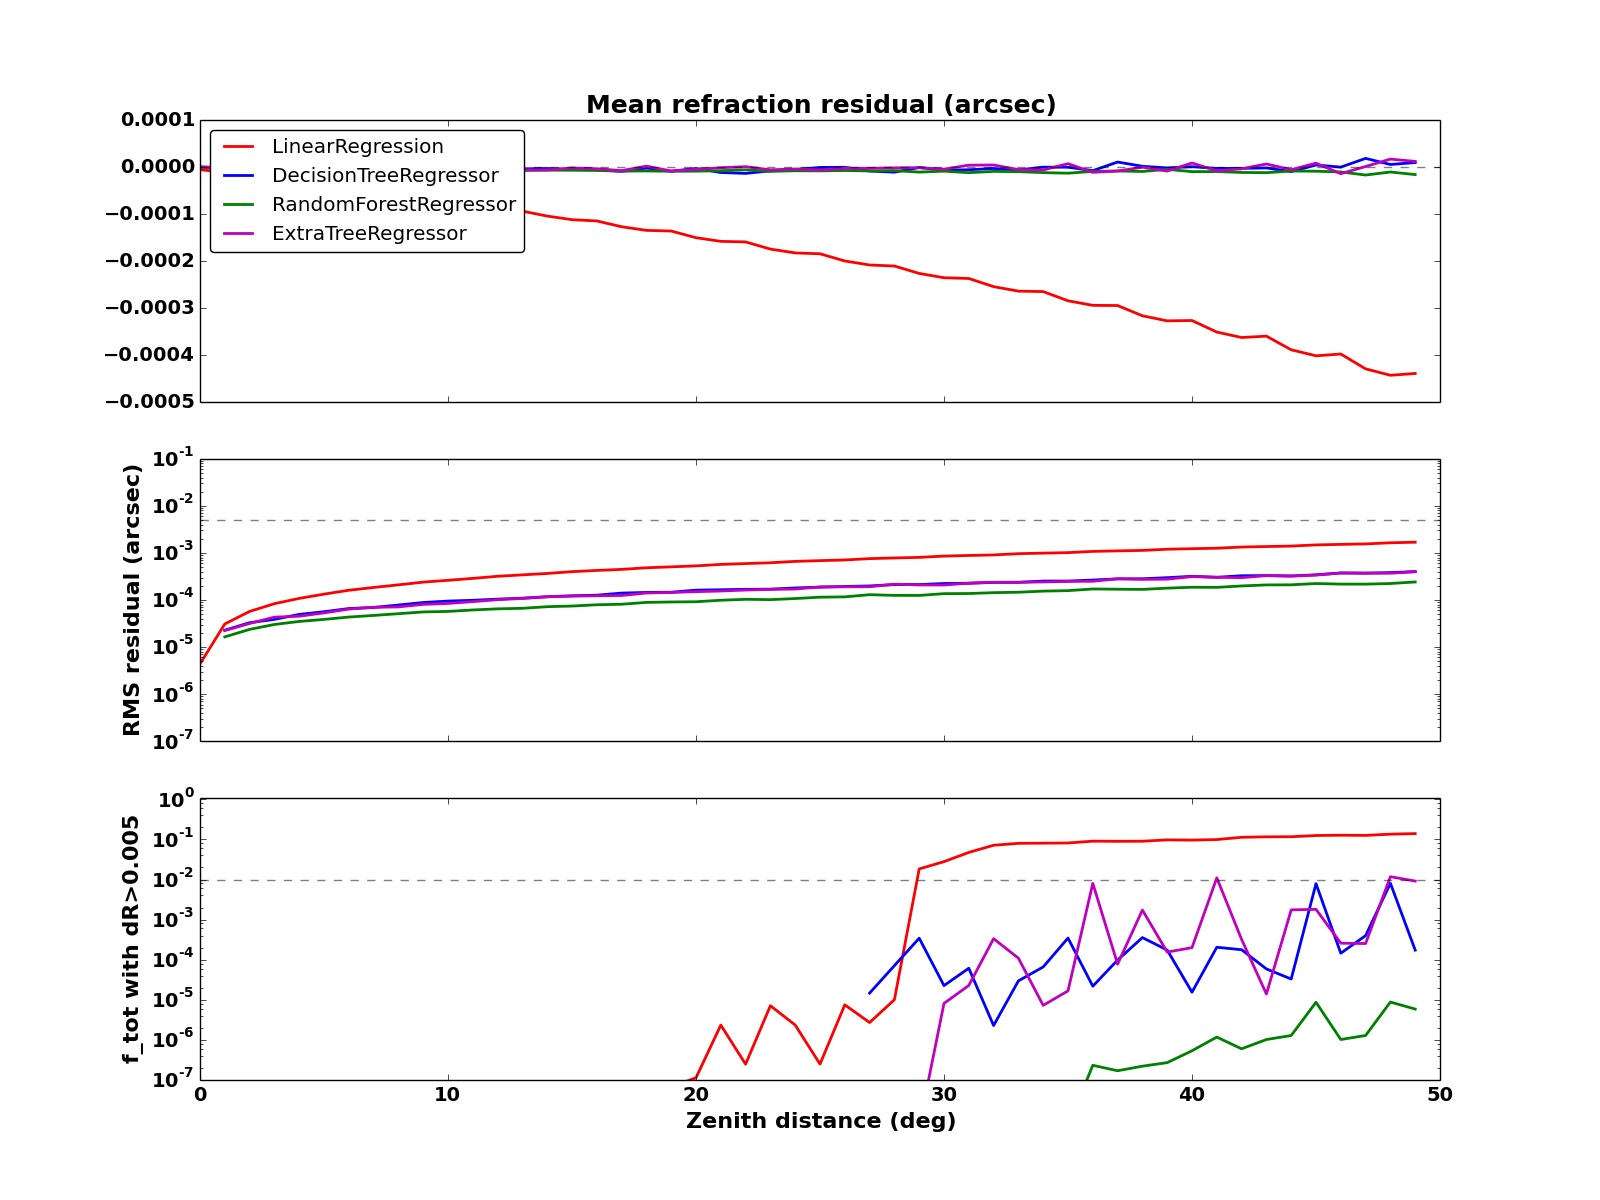 Mean refraction residual (arcsec)
0.0001
0.0000
−0.0001
−0.0002
−0.0003
−0.0004
−0.0005
LinearRegression
DecisionTreeRegressor
RandomForestRegressor
ExtraTreeRegressor
RMS residual (arcsec)
10^-1
10^-2
10^-3
10^-4
10^-5
10^-6
10^-7
f_tot with dR>0.005
10^0
10^-1
10^-2
10^-3
10^-4
10^-5
10^-6
10^-7
0 10 20 30 40 50
Zenith distance (deg)